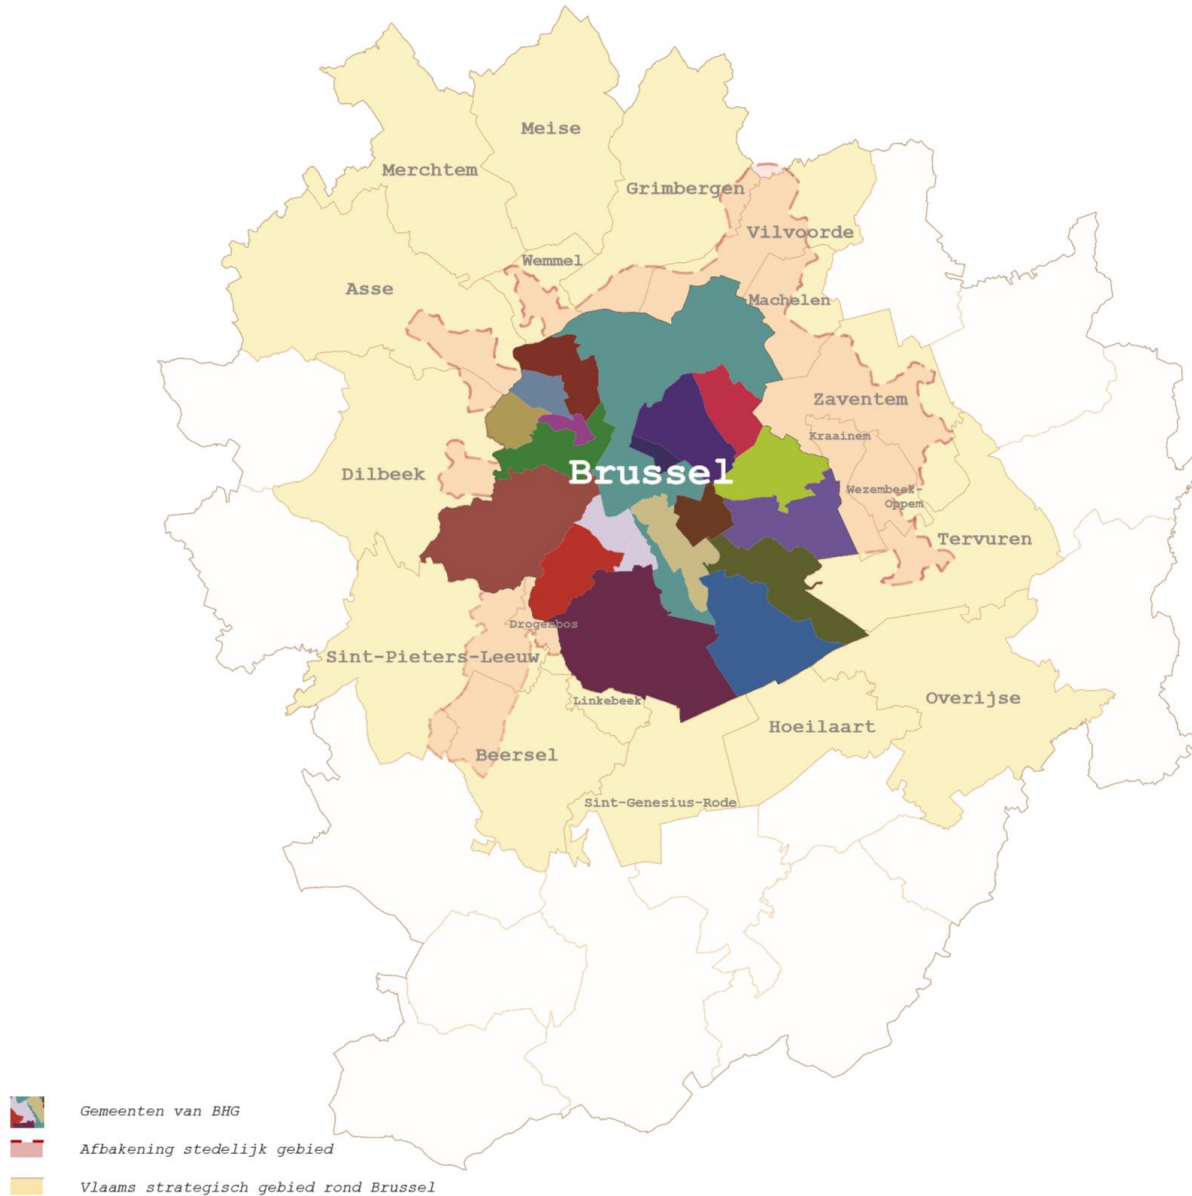 Meise
Merchtem
Grimbergen
Vilvoorde
Wemmel
Asse
Machelen
Zaventem
Kraainem
Dilbeek
Brussel
Wezembeek-
Oppem
Tervuren
Drogenbos
Sint-Pieters-Leeuw
Linkebeek
Overijse
Hoeilaart
Beersel
Sint-Genesius-Rode
Gemeenten van BHG
Afbakening stedelijk gebied
Vlaams strategisch gebied rond Brussel